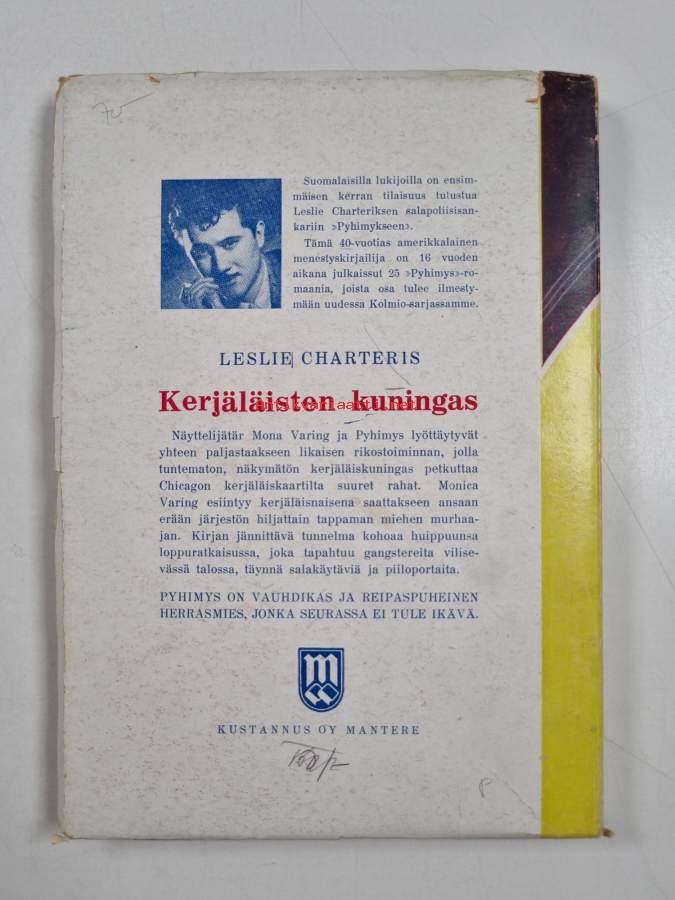 70
Suomalaisilla lukijoilla on ensim-
mäisen kerran tilaisuus tutustua
Leslie Charteriksen salapoliisisan-
kariin »Pyhimykseen».
Tämä 40-vuotias amerikkalainen
menestyskirjailija on 16 vuoden
aikana julkaissut 25 »Pyhimys»-ro-
maania, joista osa tulee ilmesty-
mään uudessa Kolmio-sarjassamme.
LESLIE CHARTERIS
Kerjäläisten kuningas
Näyttelijätär Mona Varing ja Pyhimys lyöttäytyvät
yhteen paljastaakseen likaisen rikostoiminnan, jolla
tuntematon, näkymätön kerjäläiskuningas petkuttaa
Chicagon kerjäläiskaartilta suuret rahat. Monica
Varing esiintyy kerjäläisnaisena saattakseen ansaan
erään järjestön hiljattain tappaman miehen murhaa-
jan. Kirjan jännittävä tunnelma kohoaa huippuunsa
loppuratkaisussa, joka tapahtuu gangstereita vilise-
vässä talossa, täynnä salakäytäviä ja piiloportaita.
PYHIMYS ON VAUHDIKAS JA REIPASPUHEINEN
HERRASMIES, JONKA SEURASSA EI TULE IKÄVÄ.
KUSTANNUS OY MANTERE